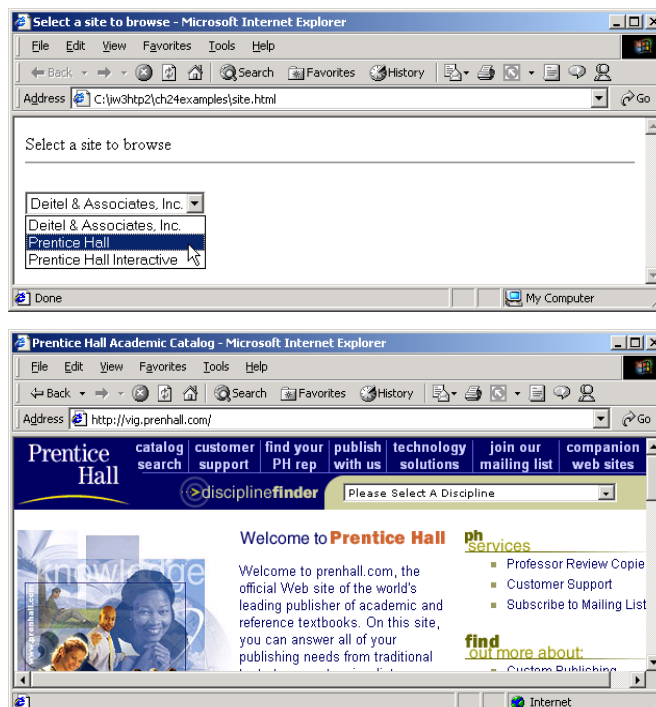 Select a site to browse - Microsoft Internet Explorer
File Edit View Favorites Tools Help
Back Search Favorites History
Address C:\iw3htp2\ch24examples\site.html Go
Select a site to browse
Deitel & Associates, Inc.
Deitel & Associates, Inc.
Prentice Hall
Prentice Hall Interactive
Done My Computer
Prentice Hall Academic Catalog - Microsoft Internet Explorer
File Edit View Favorites Tools Help
Back Search Favorites History
Address http://vig.prenhall.com/ Go
Prentice Hall
catalog search
customer support
find your PH rep
publish with us
technology solutions
join our mailing list
companion web sites
disciplinefinder Please Select A Discipline
knowledge
www.prenhall.com
Welcome to Prentice Hall
Welcome to prenhall.com, the
official Web site of the world's
leading publisher of academic and
reference textbooks. On this site,
you can answer all of your
publishing needs from traditional
ph
services
Professor Review Copie
Customer Support
Subscribe to Mailing List
find
out more about:
Custom Publishing
Internet